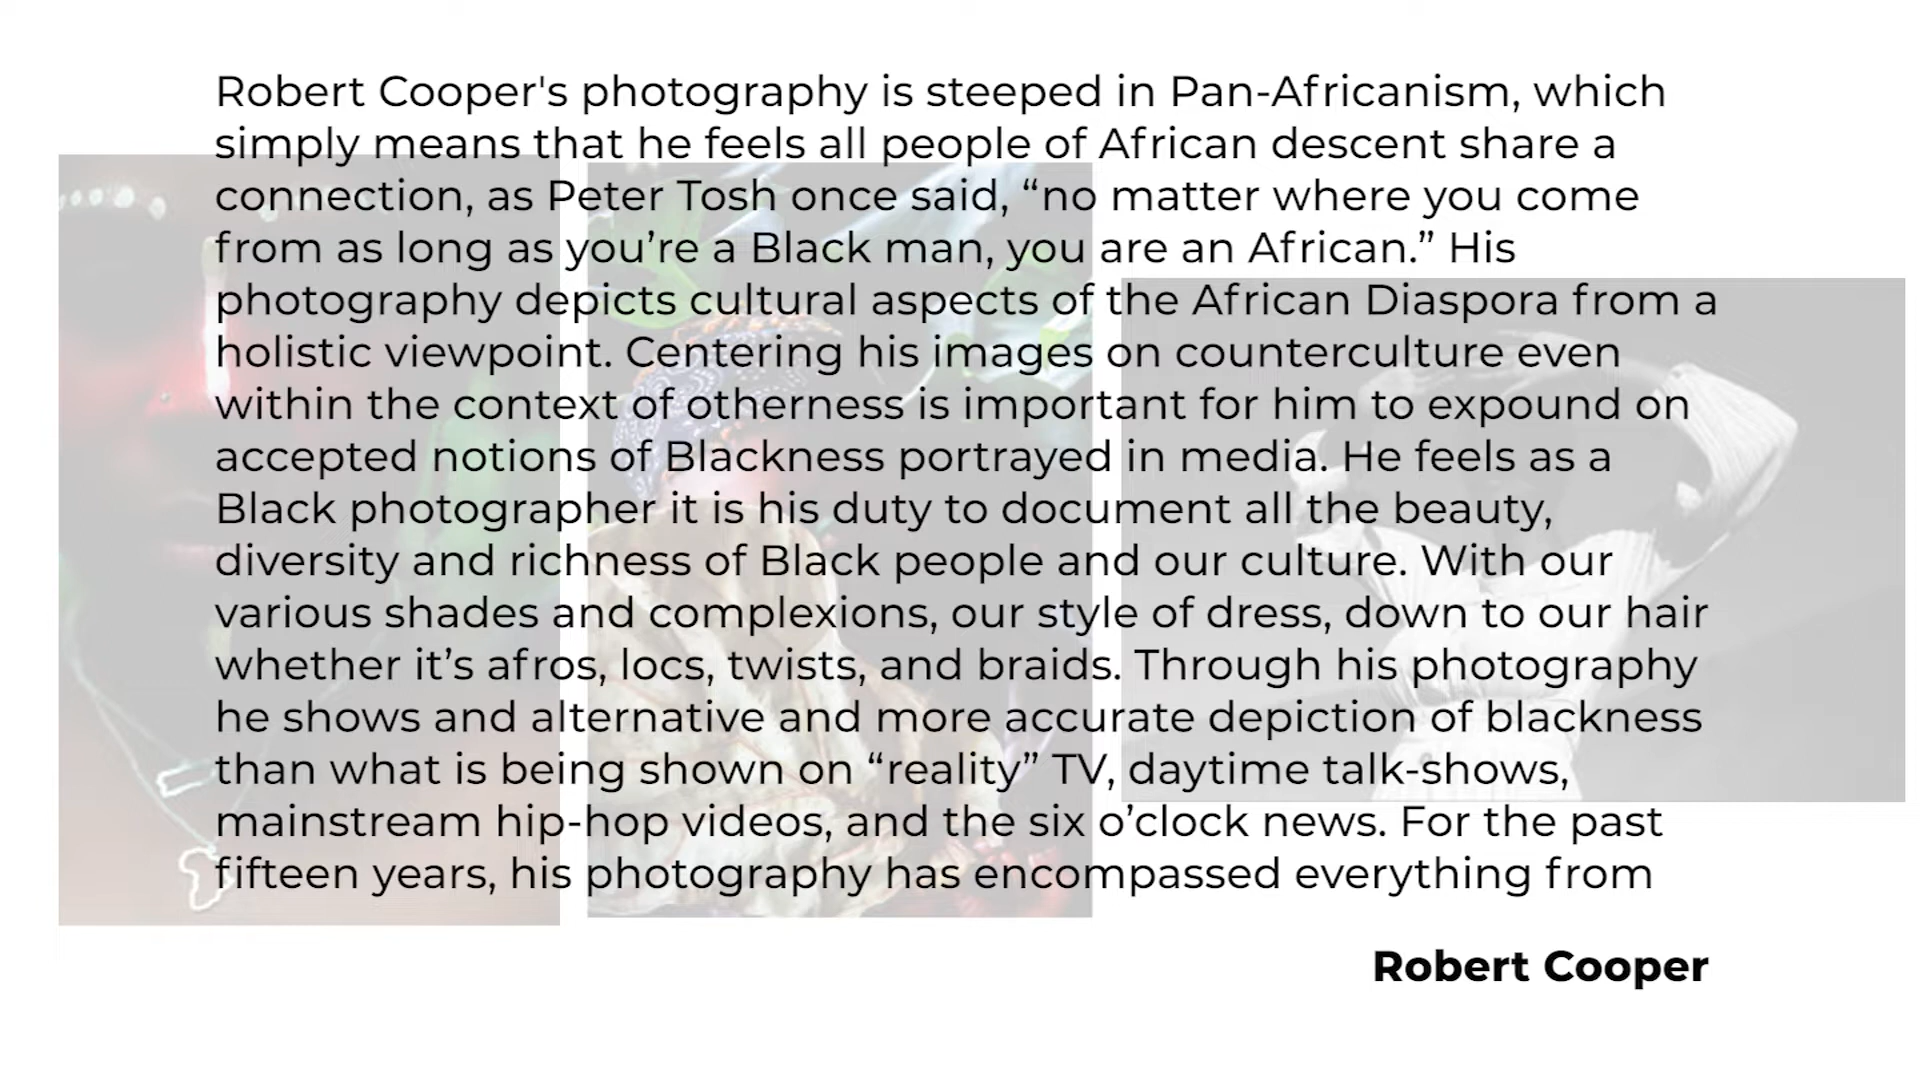 Robert Cooper's photography is steeped in Pan-Africanism, which
simply means that he feels all people of African descent share a
connection, as Peter Tosh once said, “no matter where you come
from as long as you’re a Black man, you are an African.” His
photography depicts cultural aspects of the African Diaspora from a
holistic viewpoint. Centering his images on counterculture even
within the context of otherness is important for him to expound on
accepted notions of Blackness portrayed in media. He feels as a
Black photographer it is his duty to document all the beauty,
diversity and richness of Black people and our culture. With our
various shades and complexions, our style of dress, down to our hair
whether it’s afros, locs, twists, and braids. Through his photography
he shows and alternative and more accurate depiction of blackness
than what is being shown on “reality” TV, daytime talk-shows,
mainstream hip-hop videos, and the six o’clock news. For the past
fifteen years, his photography has encompassed everything from
Robert Cooper